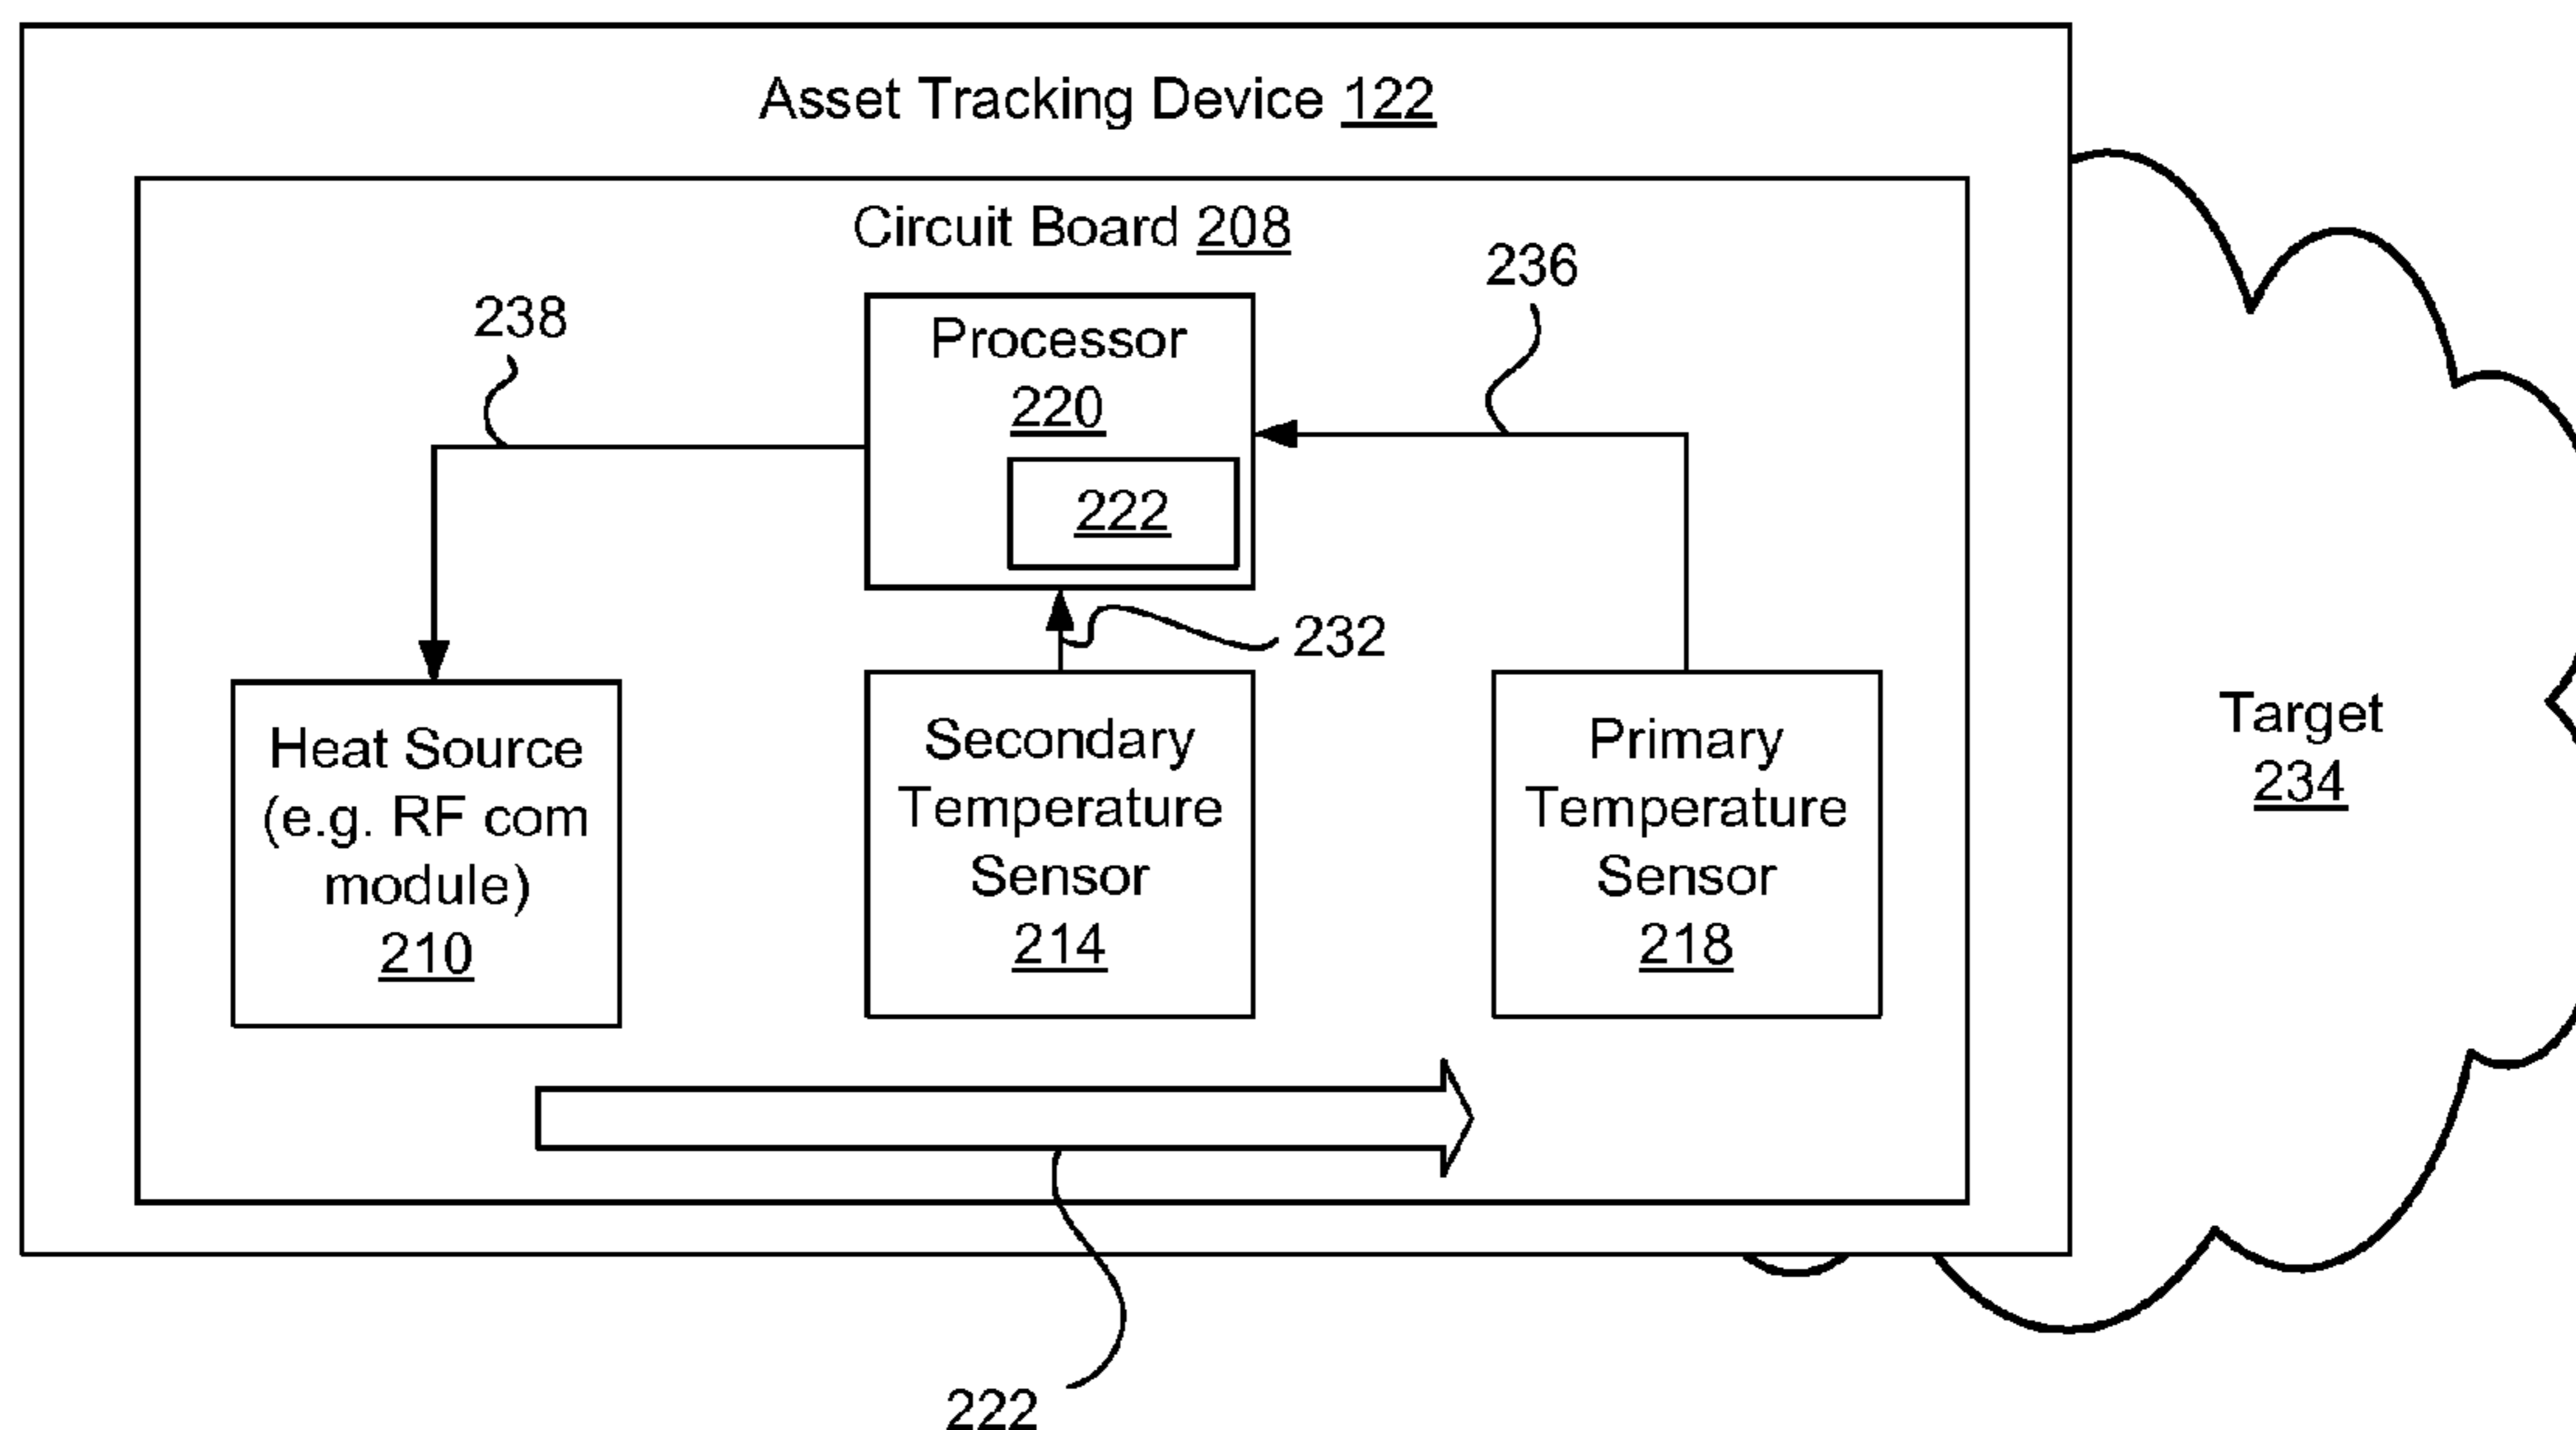 Asset Tracking Device 122
Circuit Board 208
236
238
Processor
220
222
232
Heat Source
(e.g. RF com
module)
210
Secondary
Temperature
Sensor
214
Primary
Temperature
Sensor
218
Target
234
222